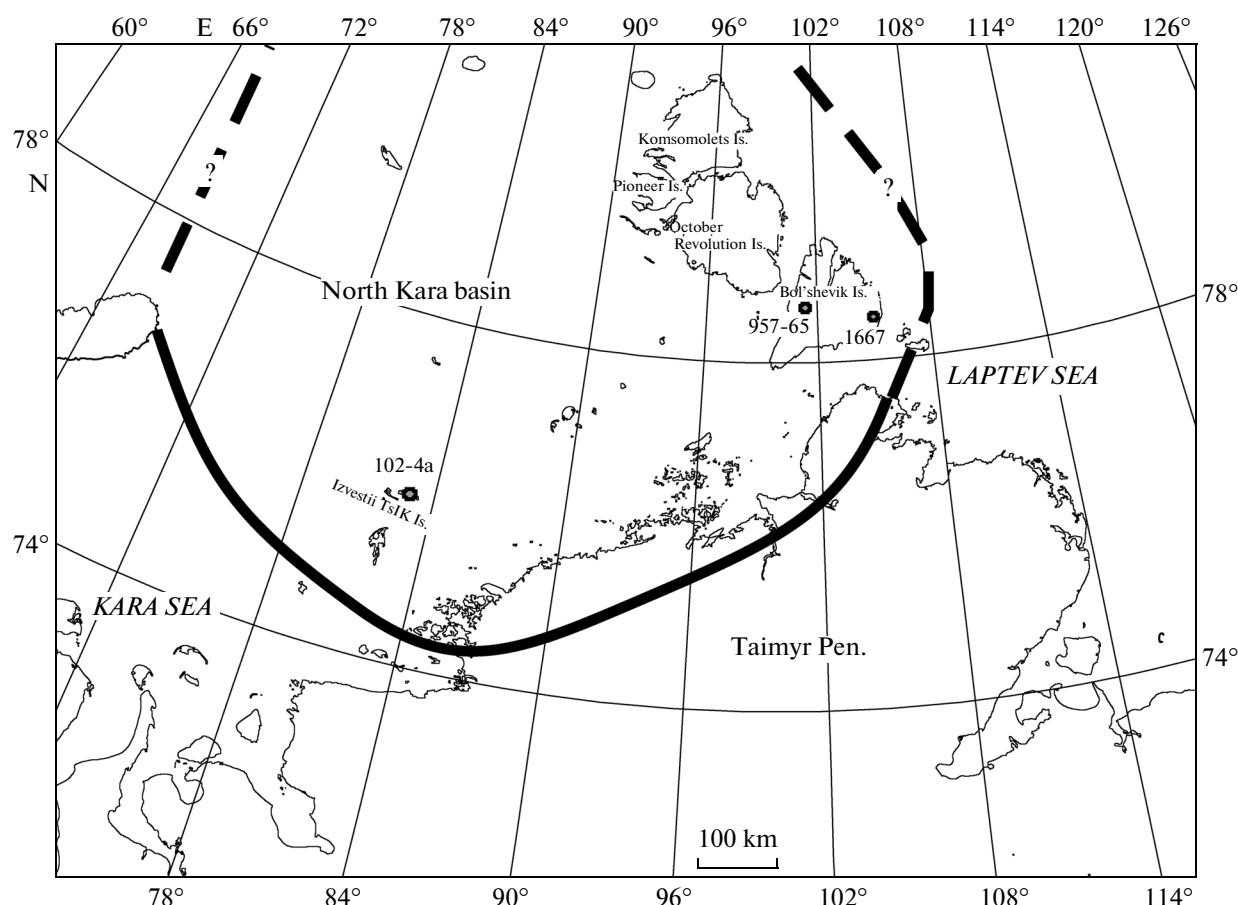 60° E 66° 72° 78° 84° 90° 96° 102° 108° 114° 120° 126°
78°
N
Komsomolets Is.
?
Pioneer Is.
?
October
Revolution Is.
North Kara basin
Bol'shevik Is.
78°
957-65
1667
LAPTEV SEA
102-4a
Izvestii TsIK Is.
74°
KARA SEA
Taimyr Pen.
74°
100 km
78° 84° 90° 96° 102° 108° 114°